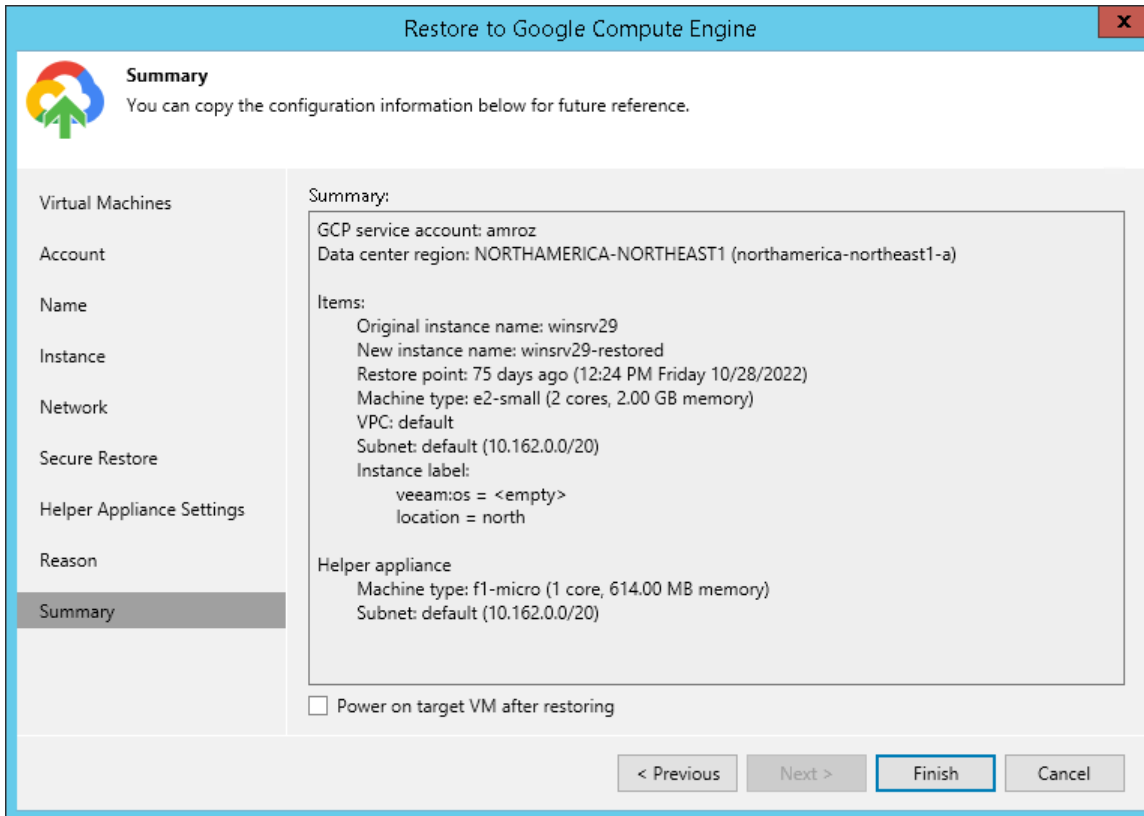 Restore to Google Compute Engine
x
Summary
You can copy the configuration information below for future reference.
Virtual Machines
Account
Name
Instance
Network
Secure Restore
Helper Appliance Settings
Reason
Summary
Summary:
GCP service account: amroz
Data center region: NORTHAMERICA-NORTHEAST1 (northamerica-northeast1-a)
Items:
Original instance name: winsrv29
New instance name: winsrv29-restored
Restore point: 75 days ago (12:24 PM Friday 10/28/2022)
Machine type: e2-small (2 cores, 2.00 GB memory)
VPC: default
Subnet: default (10.162.0.0/20)
Instance label:
veeam:os = <empty>
location = north
Helper appliance
Machine type: f1-micro (1 core, 614.00 MB memory)
Subnet: default (10.162.0.0/20)
Power on target VM after restoring
< Previous
Next >
Finish
Cancel